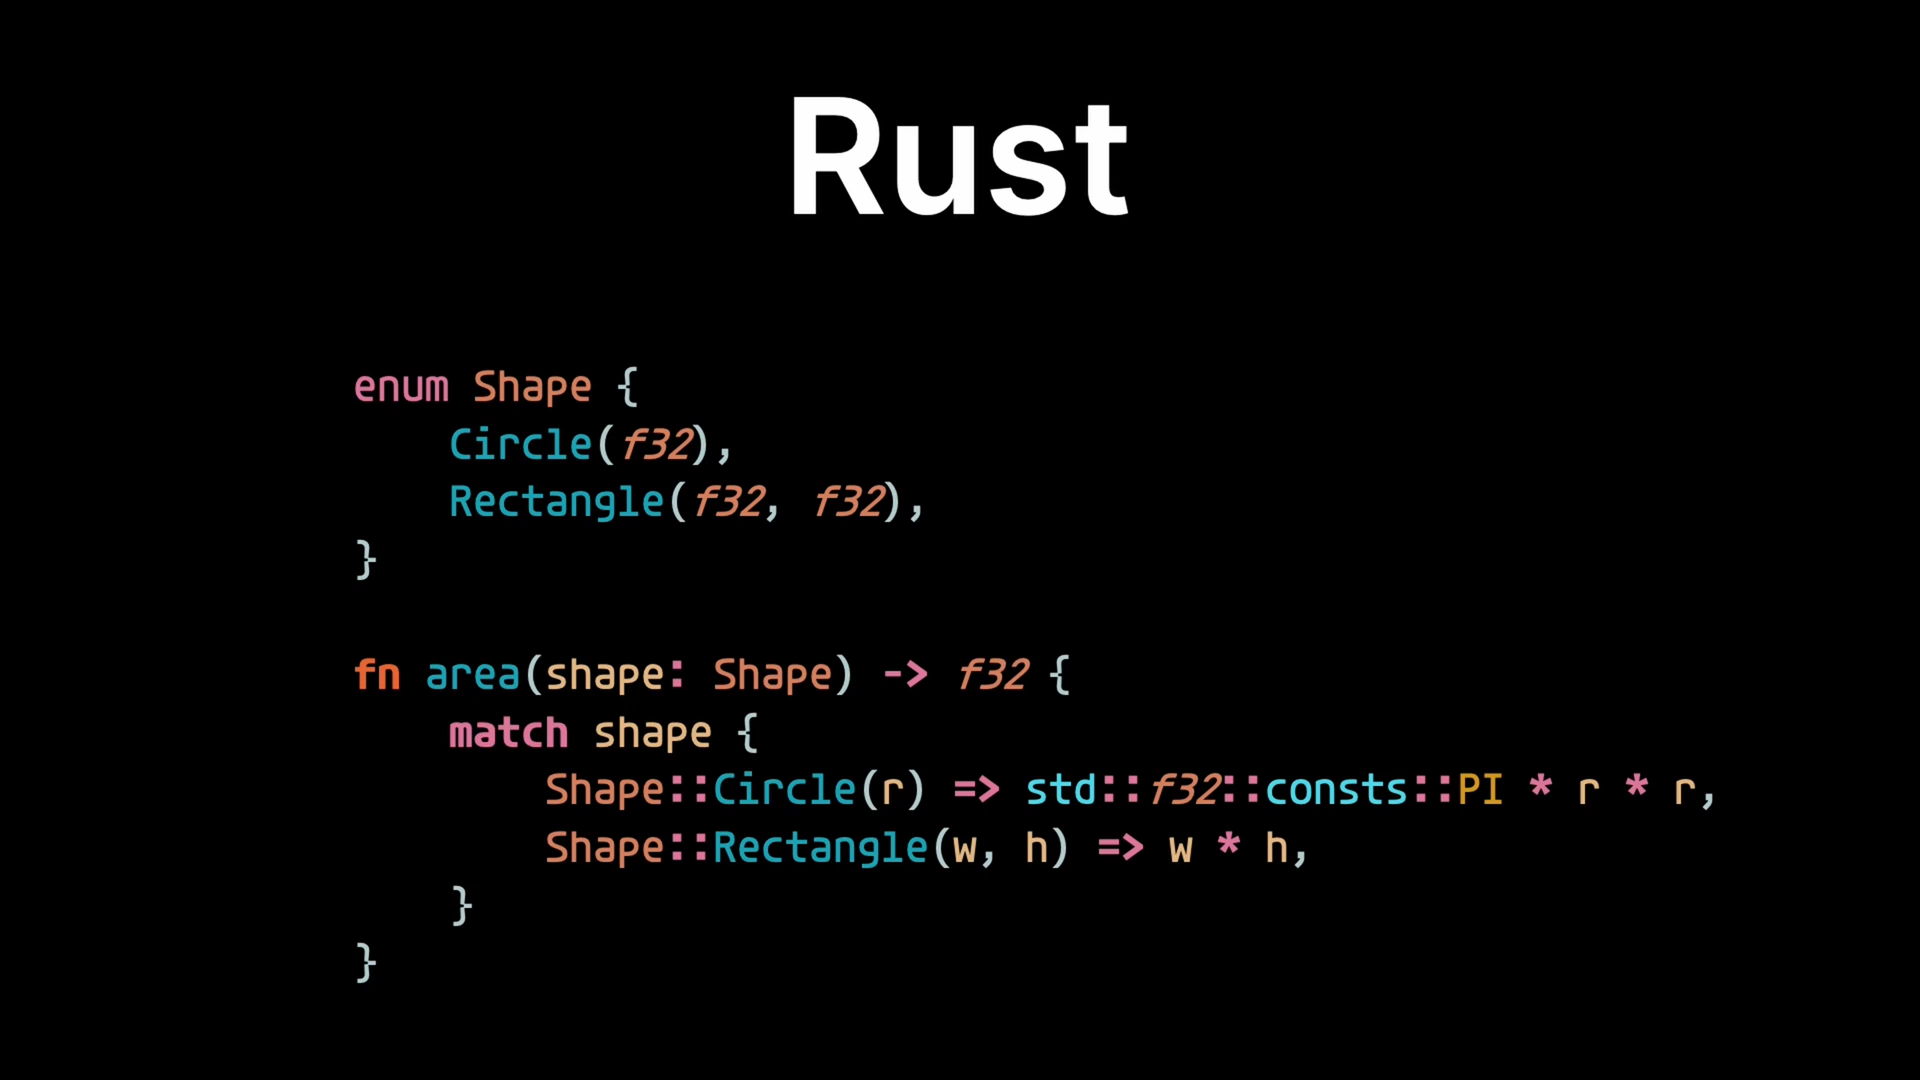 Rust
enum Shape {
    Circle(f32),
    Rectangle(f32, f32),
}
fn area(shape: Shape) -> f32 {
    match shape {
        Shape::Circle(r) => std::f32::consts::PI * r * r,
        Shape::Rectangle(w, h) => w * h,
    }
}